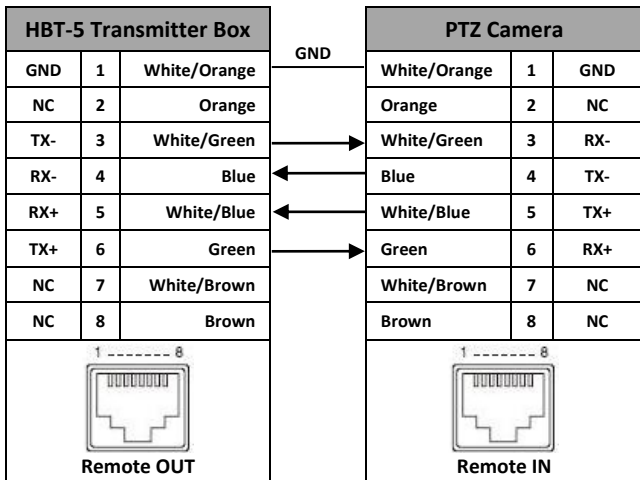 HBT-5 Transmitter Box GND PTZ Camera
GND 1 White/Orange White/Orange 1 GND
NC 2 Orange Orange 2 NC
TX- 3 White/Green White/Green 3 RX-
RX- 4 Blue Blue 4 TX-
RX+ 5 White/Blue White/Blue 5 TX+
TX+ 6 Green Green 6 RX+
NC 7 White/Brown White/Brown 7 NC
NC 8 Brown Brown 8 NC
1 ------- 8 1 ------- 8
Remote OUT Remote IN